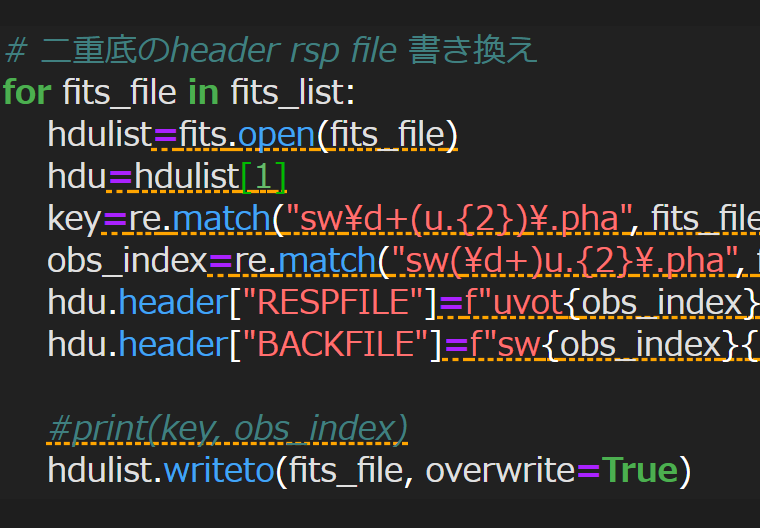 # 二重底のheader rsp file 書き換え
for fits_file in fits_list:
hdulist=fits.open(fits_file)
hdu=hdulist[1]
key=re.match("sw¥d+(u.{2})¥.pha", fits_file
obs_index=re.match("sw(¥d+)u.{2}¥.pha",
hdu.header["RESPFILE"]=f"uvot{obs_index}
hdu.header["BACKFILE"]=f"sw{obs_index}{
#print(key, obs_index)
hdulist.writeto(fits_file, overwrite=True)